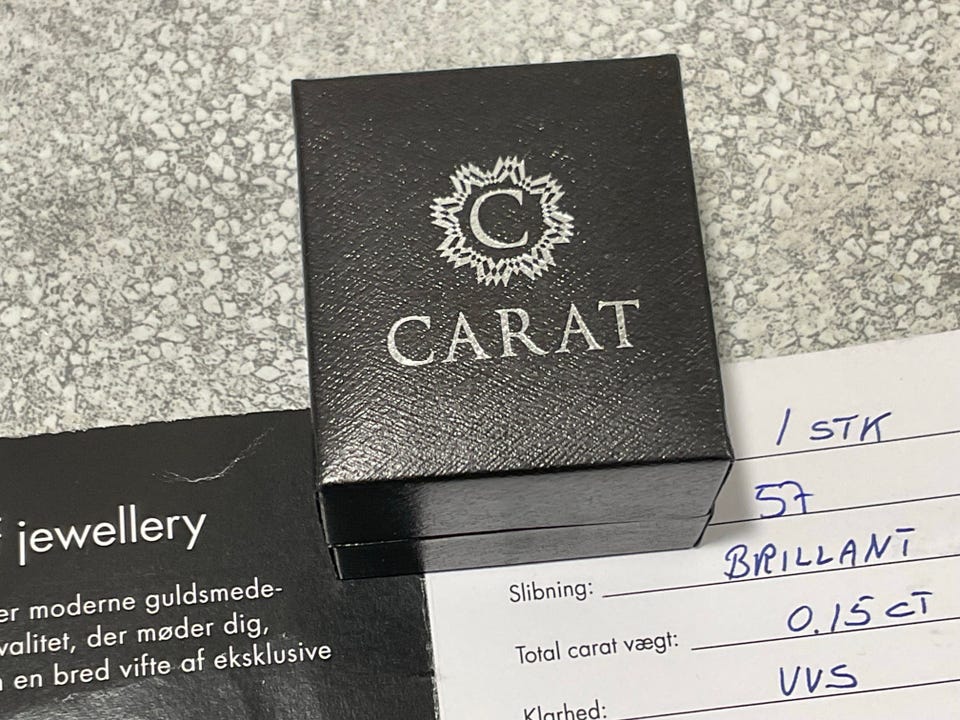 C
CARAT
jewellery
er moderne guldsmede-
valitet, der møder dig,
en bred vifte af eksklusive
1 STK
57
Slibning: BRILLANT
Total carat vægt: 0.15 CT
Klarhed: VVS